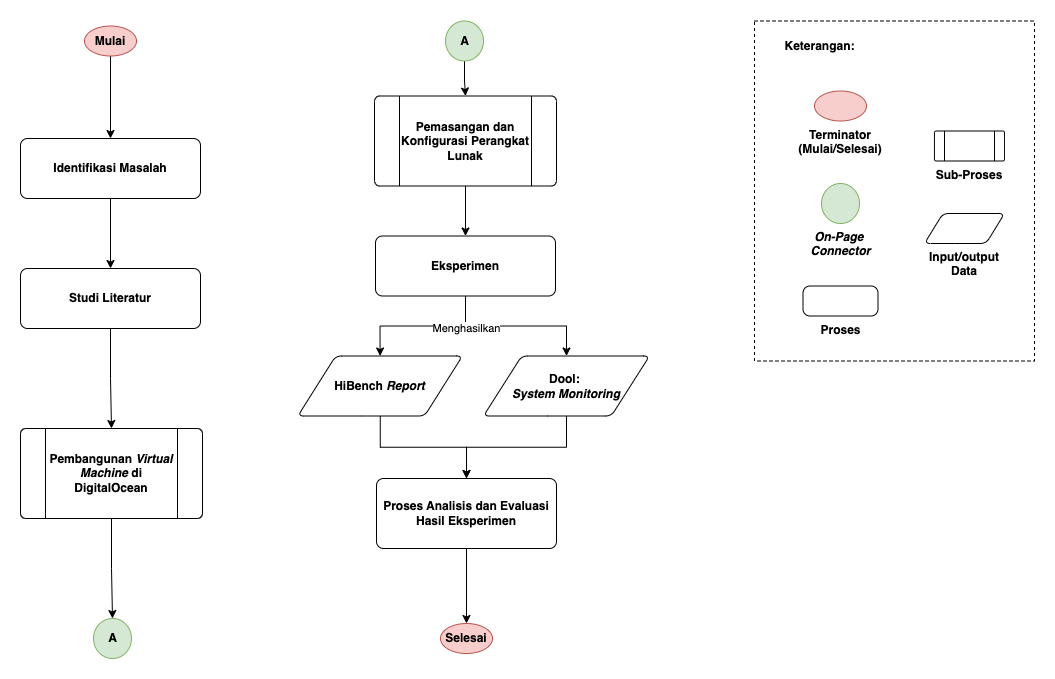 Mulai
Identifikasi Masalah
Studi Literatur
Pembangunan Virtual
Machine di
DigitalOcean
A
A
Pemasangan dan
Konfigurasi Perangkat
Lunak
Eksperimen
Menghasilkan
HiBench Report
Dool:
System Monitoring
Proses Analisis dan Evaluasi
Hasil Eksperimen
Selesai
Keterangan:
Terminator
(Mulai/Selesai)
Sub-Proses
On-Page
Connector
Input/output
Data
Proses